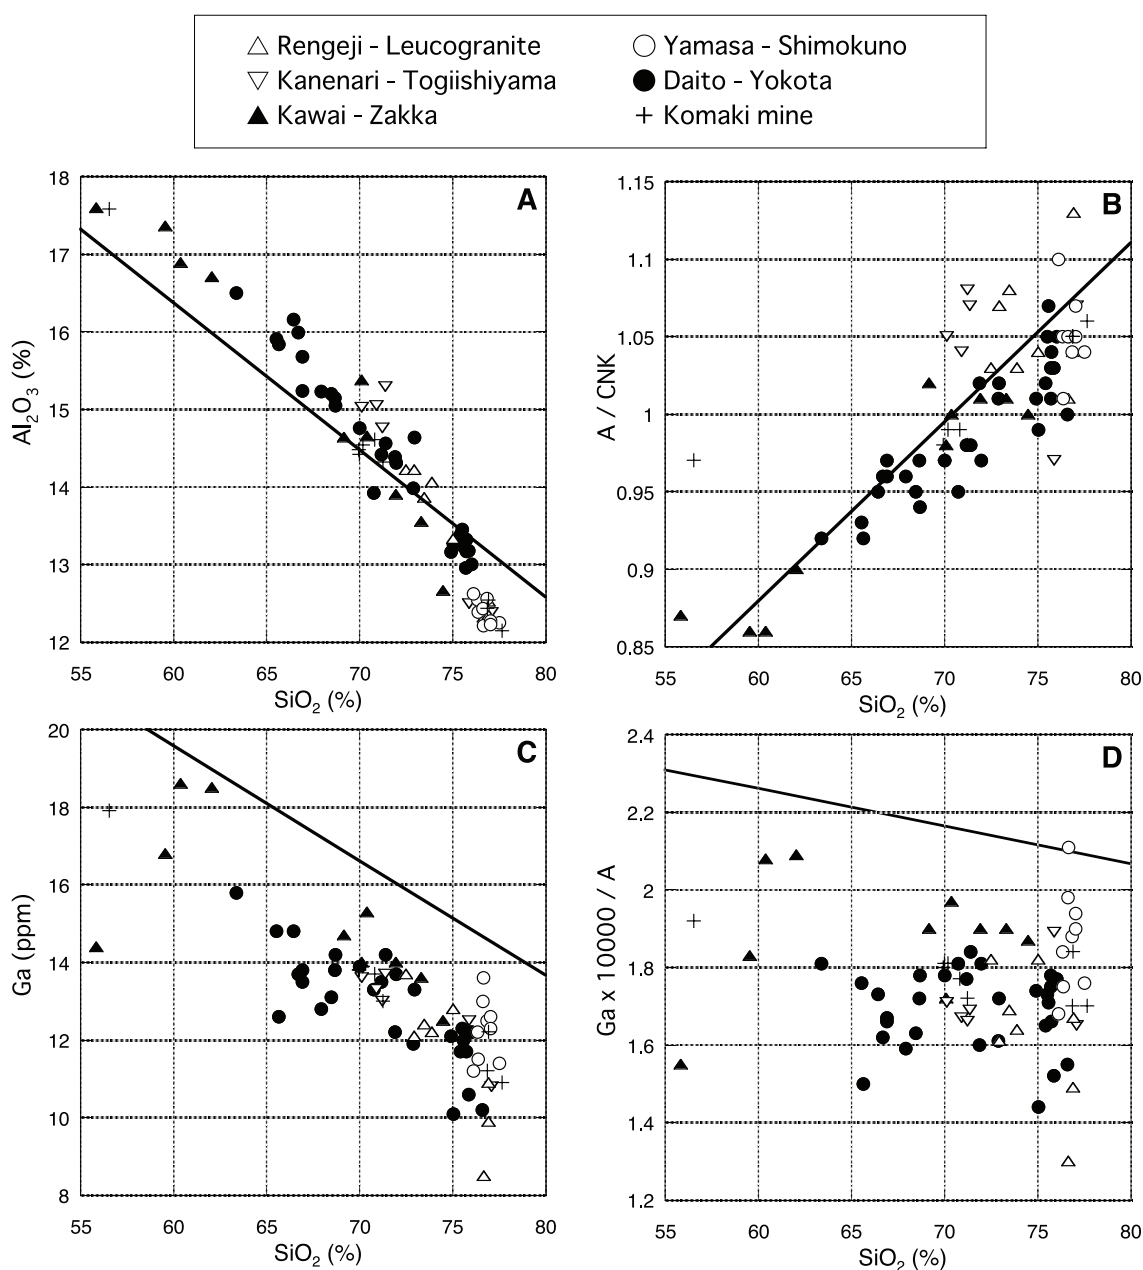 Rengeji - Leucogranite
Yamasa - Shimokuno
Kanenari - Togiishiyama
Daito - Yokota
Kawai - Zakka
Komaki mine
A
18
17
16
15
14
13
12
Al₂O₃ (%)
55 60 65 70 75 80
SiO₂ (%)
B
1.15
1.1
1.05
1
0.95
0.9
0.85
A / CNK
55 60 65 70 75 80
SiO₂ (%)
C
20
18
16
14
12
10
8
Ga (ppm)
55 60 65 70 75 80
SiO₂ (%)
D
2.4
2.2
2
1.8
1.6
1.4
1.2
Ga x 10000 / A
55 60 65 70 75 80
SiO₂ (%)